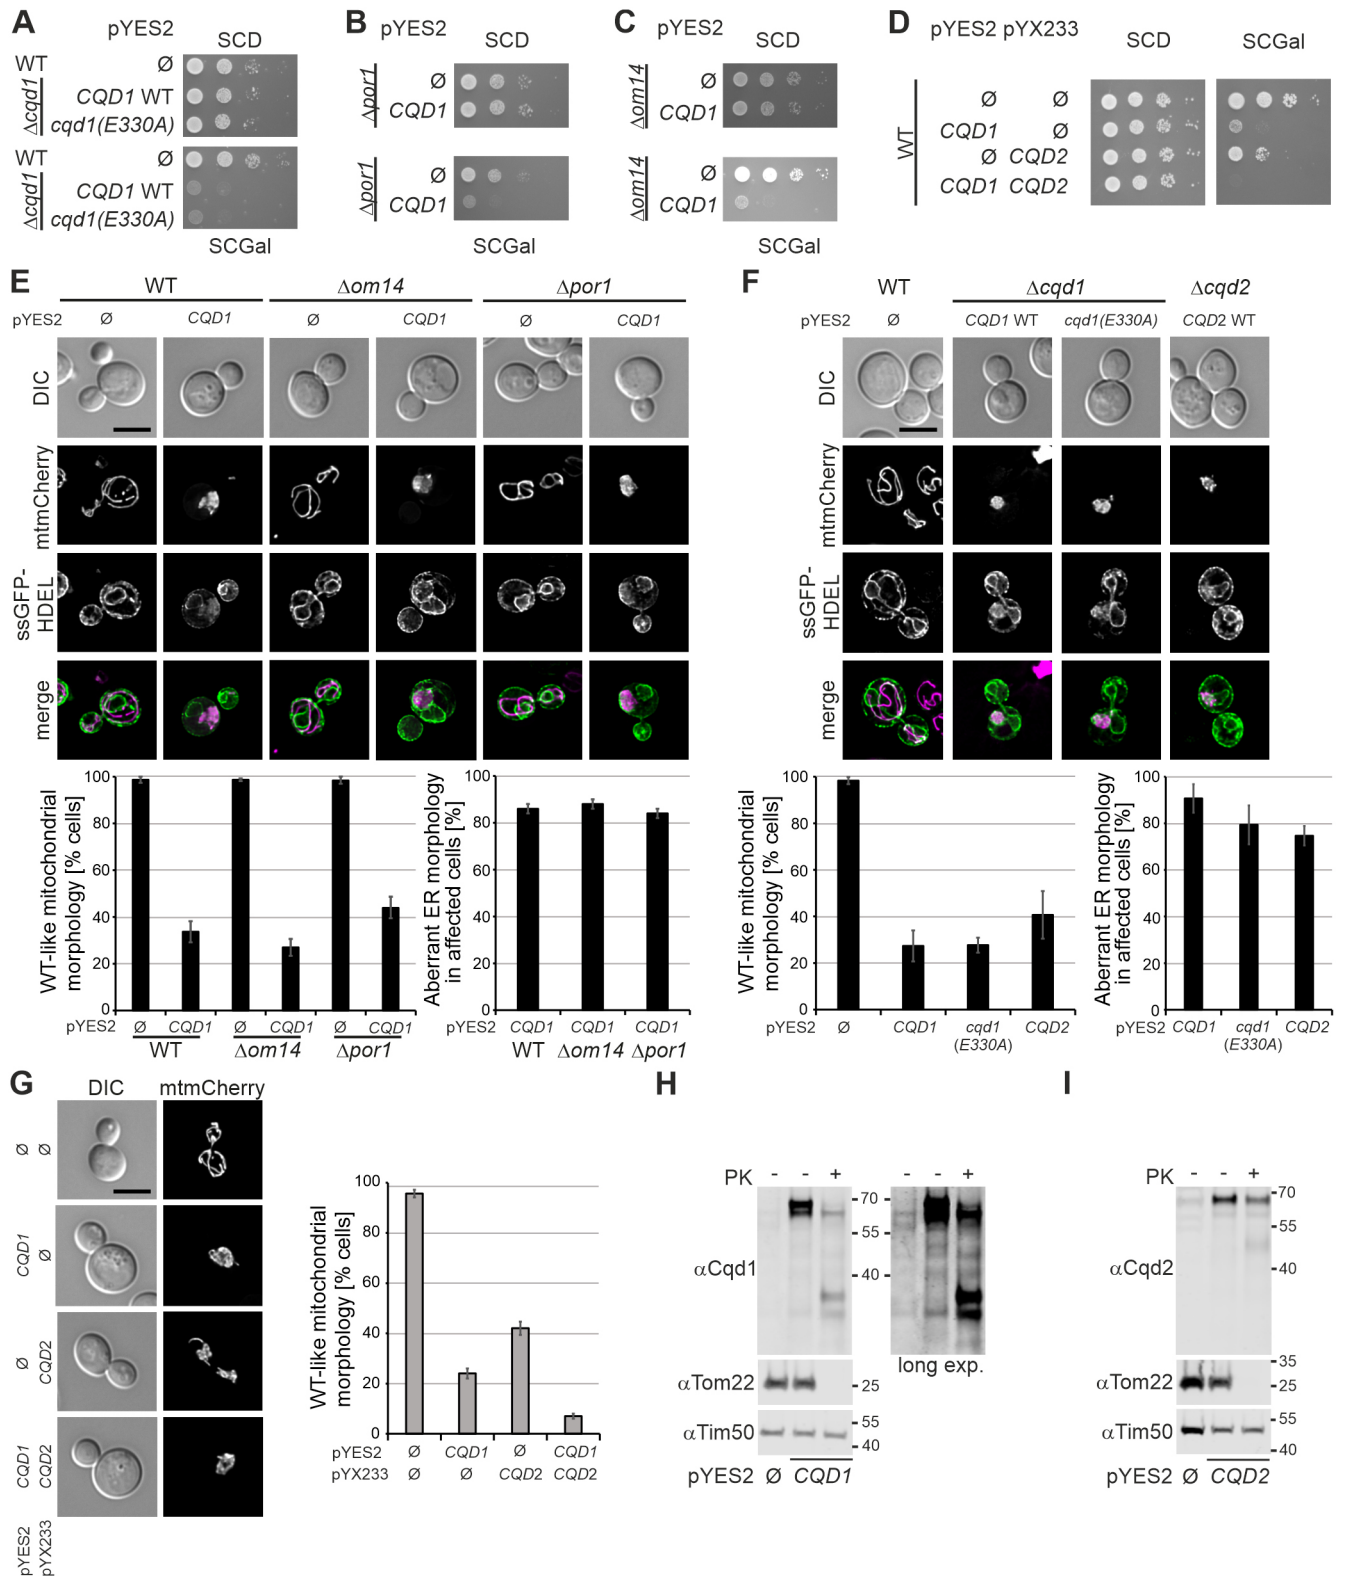 A
pYES2
SCD
WT Ø
Δcqd1
CQD1 WT
cqd1(E330A)
WT Ø
Δcqd1
CQD1 WT
cqd1(E330A)
SCGal
B
pYES2
SCD
Δpor1
Ø
CQD1
Δpor1
Ø
CQD1
SCGal
C
pYES2
SCD
Δom14
Ø
CQD1
Δom14
Ø
CQD1
SCGal
D
pYES2 pYX233
SCD SCGal
WT
Ø Ø
CQD1 Ø
Ø CQD2
CQD1 CQD2
E
WT Δom14 Δpor1
pYES2 Ø CQD1 Ø CQD1 Ø CQD1
DIC
mtmCherry
ssGFP-
HDEL
merge
WT-like mitochondrial
morphology [% cells]
100
80
60
40
20
0
pYES2 Ø CQD1 Ø CQD1 Ø CQD1
WT Δom14 Δpor1
Aberrant ER morphology
in affected cells [%]
100
80
60
40
20
0
pYES2 CQD1 CQD1 CQD1
WT Δom14 Δpor1
F
WT Δcqd1 Δcqd2
pYES2 Ø CQD1 WT cqd1(E330A) CQD2 WT
DIC
mtmCherry
ssGFP-
HDEL
merge
WT-like mitochondrial
morphology [% cells]
100
80
60
40
20
0
pYES2 Ø CQD1 cqd1 CQD2
(E330A)
Aberrant ER morphology
in affected cells [%]
100
80
60
40
20
0
pYES2 CQD1 cqd1 CQD2
(E330A)
G
DIC mtmCherry
Ø Ø
CQD1 Ø
Ø CQD2
CQD1 CQD2
pYES2
pYX233
WT-like mitochondrial
morphology [% cells]
100
80
60
40
20
0
pYES2 Ø CQD1 Ø CQD1
pYX233 Ø Ø CQD2 CQD2
H
PK - - + - - +
αCqd1
70
55
40
long exp.
αTom22
25
αTim50
55
40
pYES2 Ø CQD1
I
PK - - +
αCqd2
70
55
40
αTom22
35
25
αTim50
55
40
pYES2 Ø CQD2